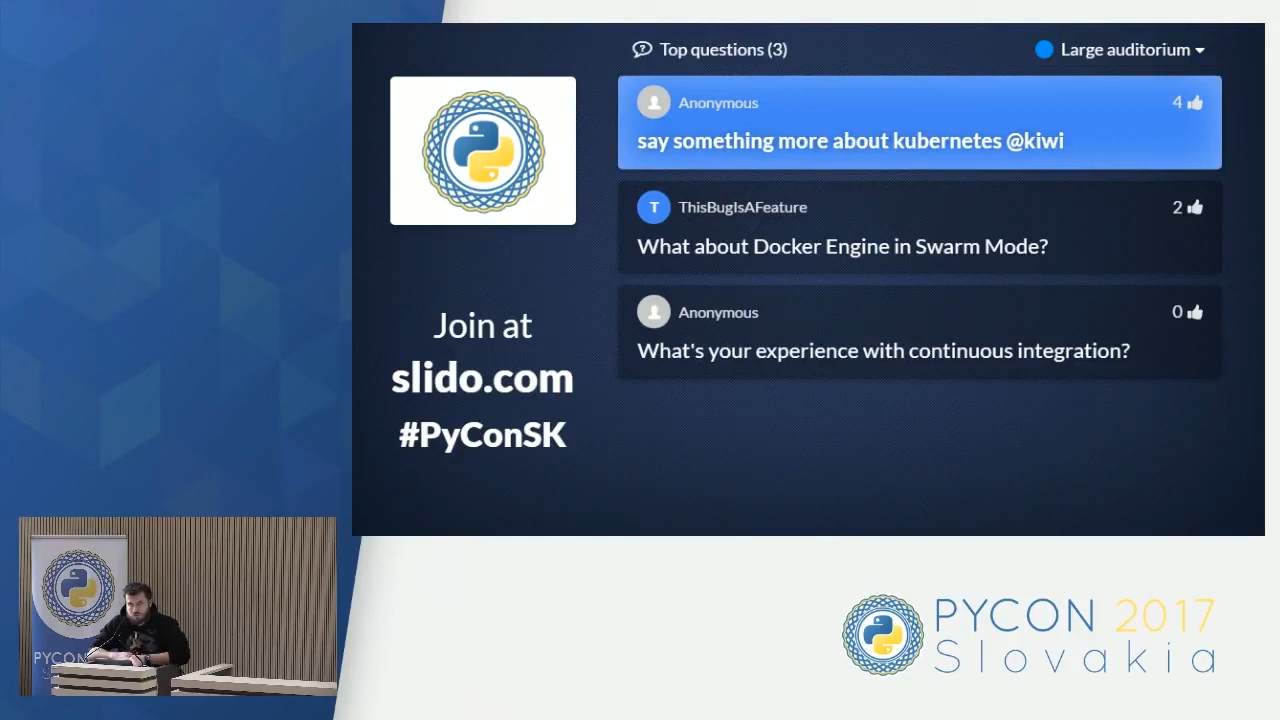 Top questions (3)
Large auditorium
Anonymous
4
say something more about kubernetes @kiwi
T
ThisBugIsAFeature
2
What about Docker Engine in Swarm Mode?
Anonymous
0
What's your experience with continuous integration?
Join at
slido.com
#PyConSK
PYCON
PYCON 2017
Slovakia